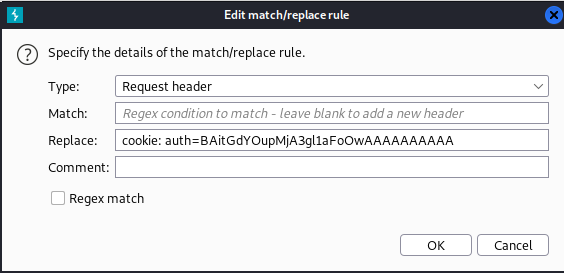 Edit match/replace rule
Specify the details of the match/replace rule.
Type: Request header
Match: Regex condition to match - leave blank to add a new header
Replace: cookie: auth=BAitGdYOupMjA3gl1aFoOwAAAAAAAAAA
Comment:
Regex match
OK Cancel